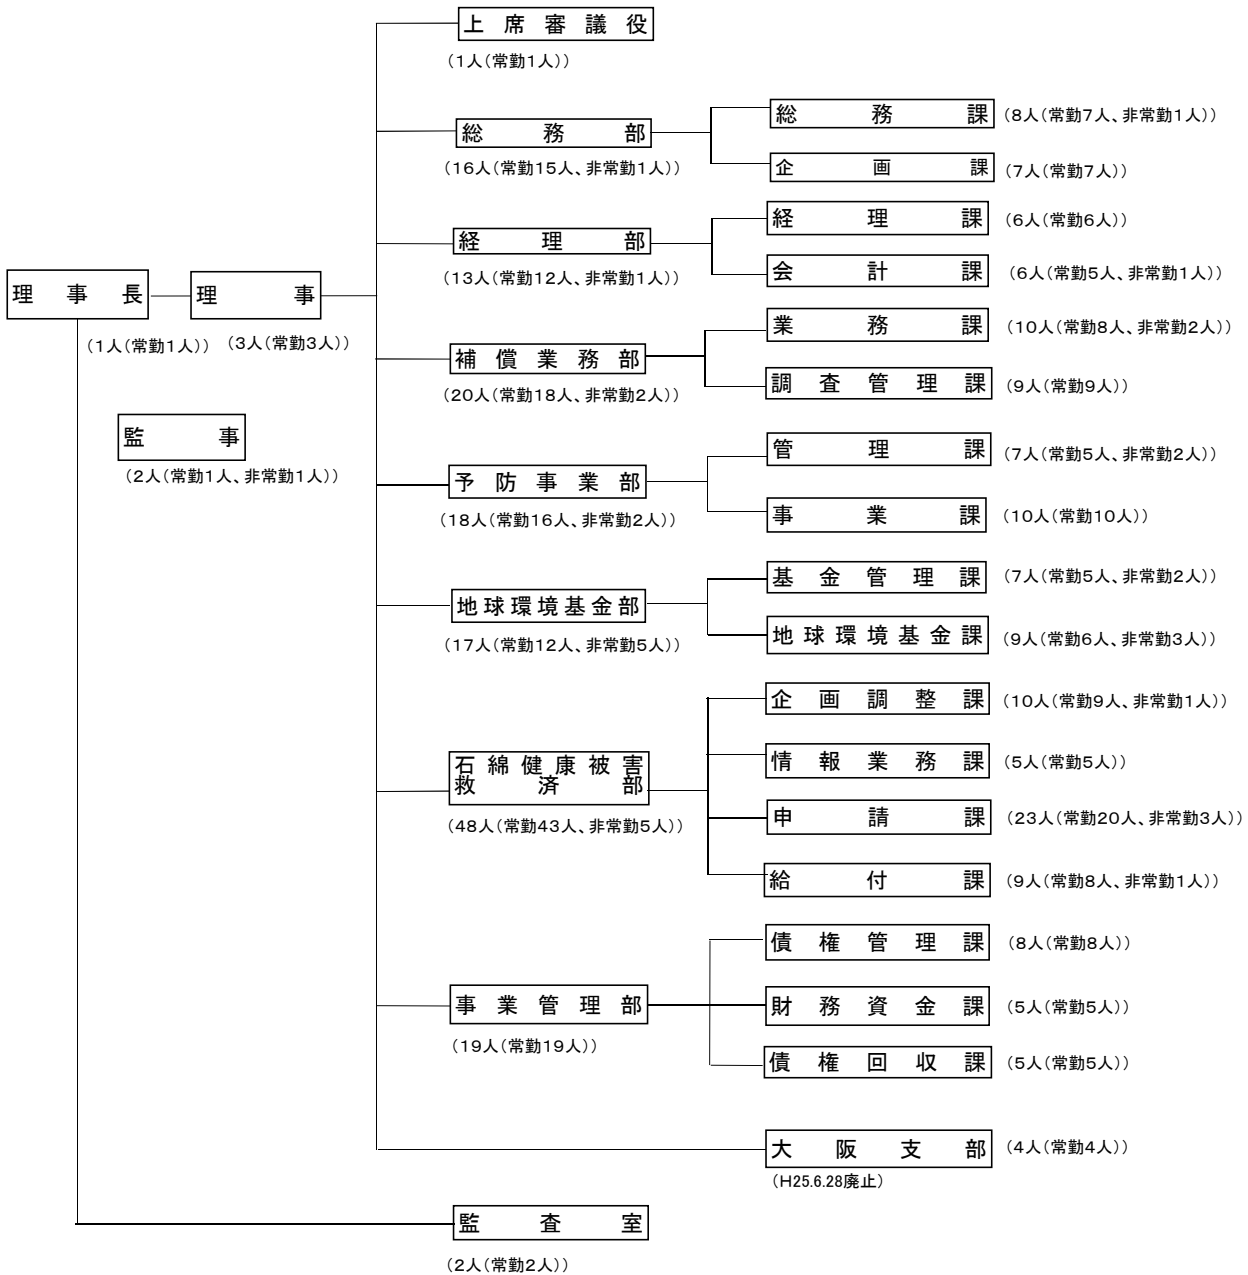 上席審議役
(1人(常勤1人))
総務部
(16人(常勤15人、非常勤1人))
総務課
(8人(常勤7人、非常勤1人))
企画課
(7人(常勤7人))
経理部
(13人(常勤12人、非常勤1人))
経理課
(6人(常勤6人))
会計課
(6人(常勤5人、非常勤1人))
理事長
(1人(常勤1人))
理事
(3人(常勤3人))
監事
(2人(常勤1人、非常勤1人))
補償業務部
(20人(常勤18人、非常勤2人))
業務課
(10人(常勤8人、非常勤2人))
調査管理課
(9人(常勤9人))
予防事業部
(18人(常勤16人、非常勤2人))
管理課
(7人(常勤5人、非常勤2人))
事業課
(10人(常勤10人))
地球環境基金部
(17人(常勤12人、非常勤5人))
基金管理課
(7人(常勤5人、非常勤2人))
地球環境基金課
(9人(常勤6人、非常勤3人))
石綿健康被害
救済部
(48人(常勤43人、非常勤5人))
企画調整課
(10人(常勤9人、非常勤1人))
情報業務課
(5人(常勤5人))
申請課
(23人(常勤20人、非常勤3人))
給付課
(9人(常勤8人、非常勤1人))
事業管理部
(19人(常勤19人))
債権管理課
(8人(常勤8人))
財務資金課
(5人(常勤5人))
債権回収課
(5人(常勤5人))
大阪支部
(4人(常勤4人))
(H25.6.28廃止)
監査室
(2人(常勤2人))